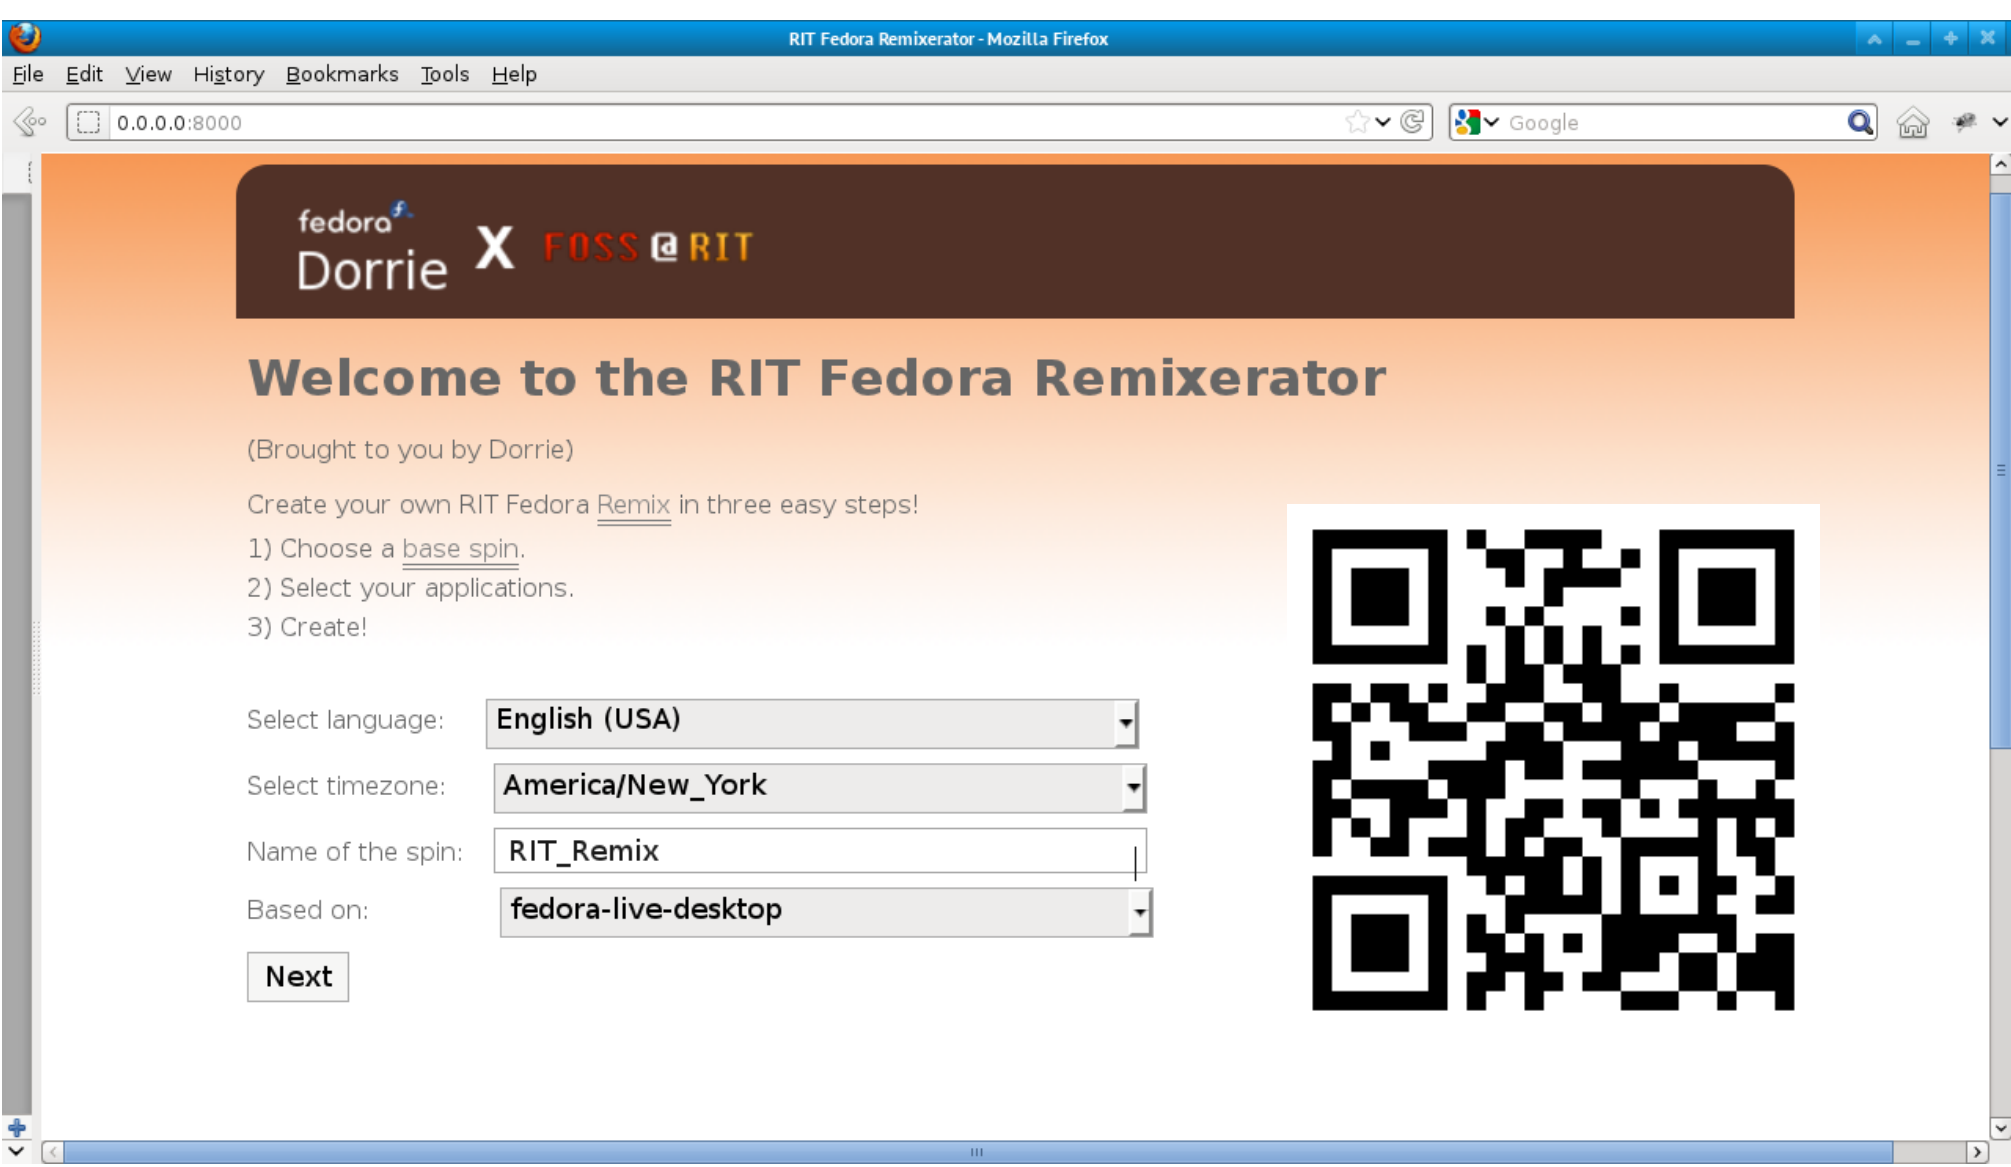 RIT Fedora Remixerator - Mozilla Firefox
File Edit View History Bookmarks Tools Help
0.0.0.0:8000
Google
fedora
Dorrie X FOSS@RIT
Welcome to the RIT Fedora Remixerator
(Brought to you by Dorrie)
Create your own RIT Fedora Remix in three easy steps!
1) Choose a base spin.
2) Select your applications.
3) Create!
Select language: English (USA)
Select timezone: America/New_York
Name of the spin: RIT_Remix
Based on: fedora-live-desktop
Next